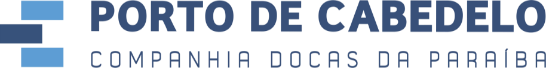 PORTO DE CABEDELO
COMPANHIA DOCAS DA PARAÍBA